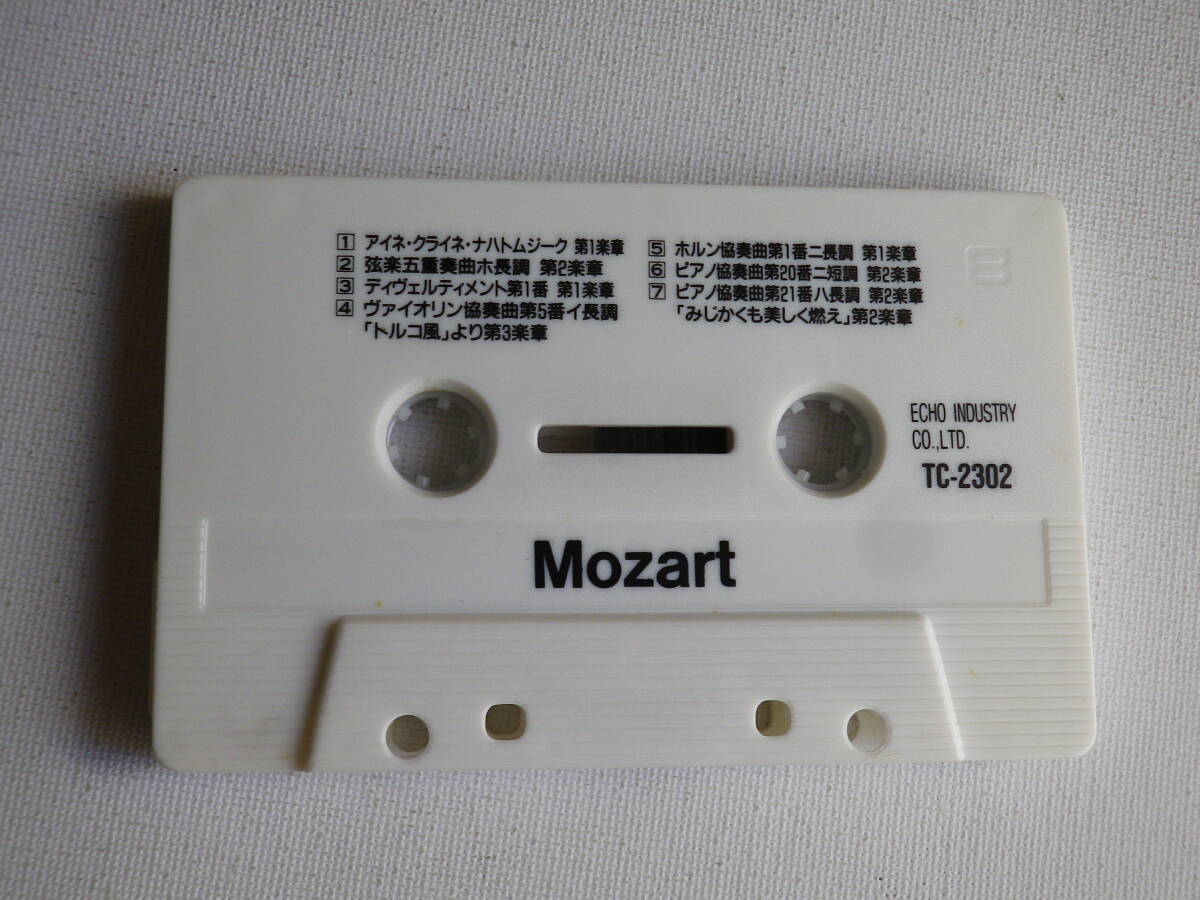 1 アイネ・クライネ・ナハトムジーク 第1楽章
2 弦楽五重奏曲ホ長調 第2楽章
3 ディヴェルティメント第1番 第1楽章
4 ヴァイオリン協奏曲第5番イ長調
「トルコ風」より第3楽章
5 ホルン協奏曲第1番ニ長調 第1楽章
6 ピアノ協奏曲第20番ニ短調 第2楽章
7 ピアノ協奏曲第21番ハ長調 第2楽章
「みじかくも美しく燃え」第2楽章
B
ECHO INDUSTRY
CO.,LTD.
TC-2302
Mozart